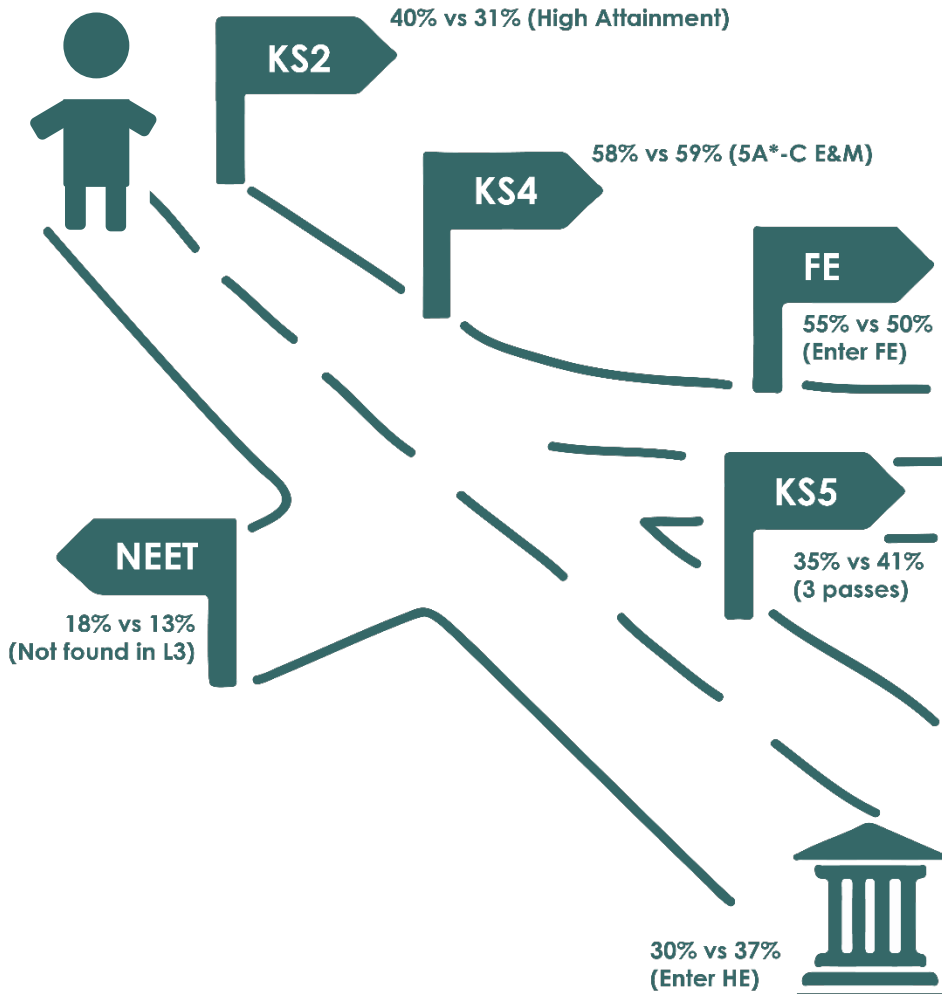 40% vs 31% (High Attainment)
KS2
58% vs 59% (5A*-C E&M)
KS4
FE
55% vs 50%
(Enter FE)
KS5
35% vs 41%
(3 passes)
NEET
18% vs 13%
(Not found in L3)
30% vs 37%
(Enter HE)